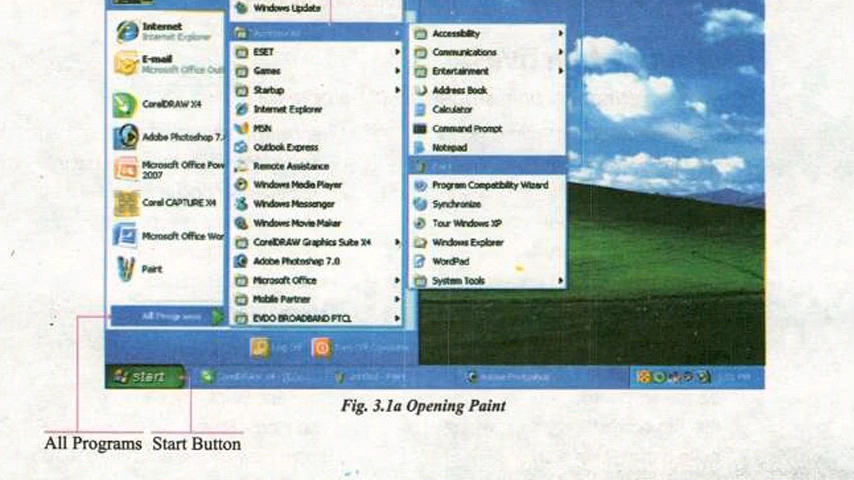 Windows Update
Internet
Internet Explorer
E-mail
Microsoft Office Out
CorelDRAW X4
Adobe Photoshop 7.
Microsoft Office Pow
2007
Corel CAPTURE X4
Microsoft Office Wor
Paint
All Programs
Accessories
ESET
Games
Startup
Internet Explorer
MSN
Outlook Express
Remote Assistance
Windows Media Player
Windows Messenger
Windows Movie Maker
CorelDRAW Graphics Suite X4
Adobe Photoshop 7.0
Microsoft Office
Mobile Partner
EVDO BROADBAND PTCL
Accessibility
Communications
Entertainment
Address Book
Calculator
Command Prompt
Notepad
Paint
Program Compatibility Wizard
Synchronize
Tour Windows XP
Windows Explorer
WordPad
System Tools
Log Off
Turn Off Computer
start
untitled - Paint
Adobe Photoshop
Fig. 3.1a Opening Paint
All Programs Start Button